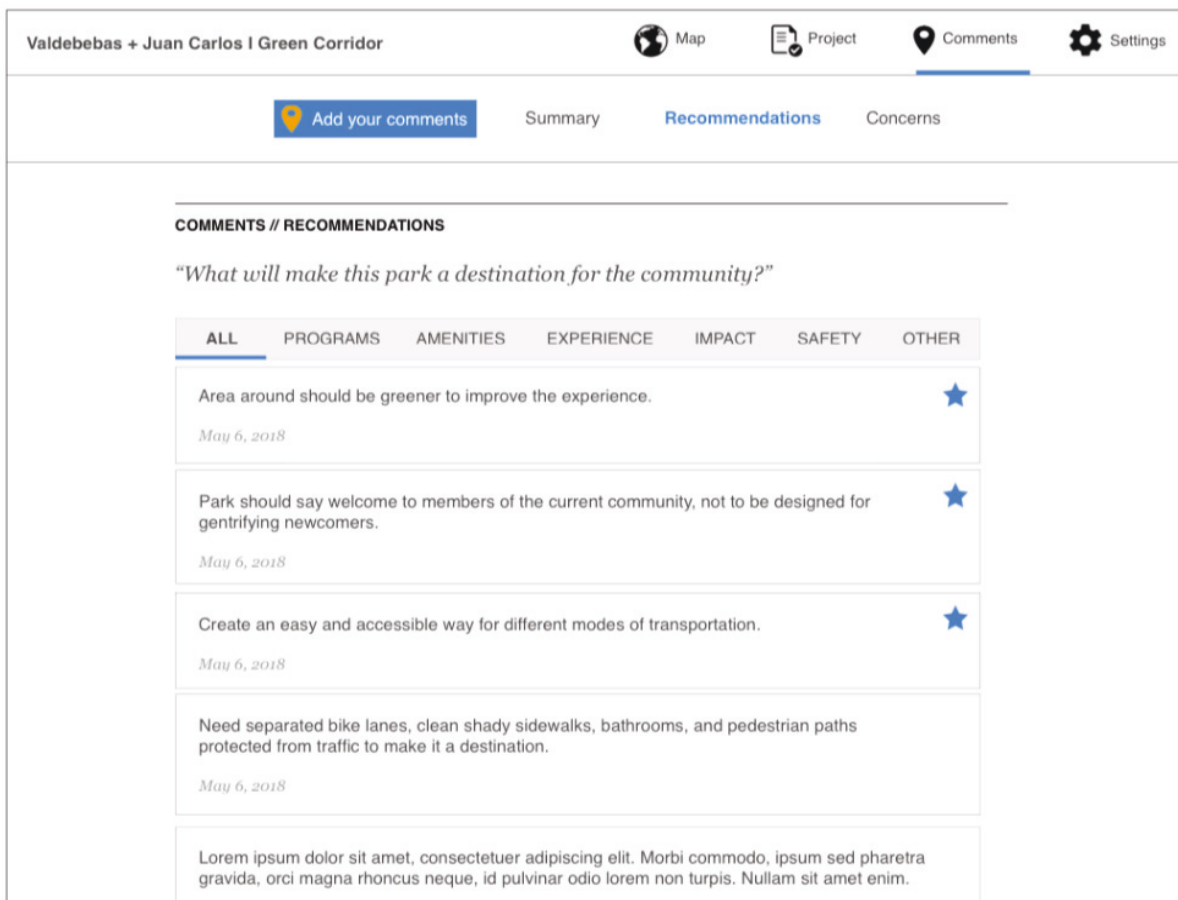 Valdebebas + Juan Carlos I Green Corridor
Map
Project
Comments
Settings
Add your comments
Summary
Recommendations
Concerns
COMMENTS // RECOMMENDATIONS
“What will make this park a destination for the community?”
ALL
PROGRAMS
AMENITIES
EXPERIENCE
IMPACT
SAFETY
OTHER
Area around should be greener to improve the experience.
May 6, 2018
Park should say welcome to members of the current community, not to be designed for
gentrifying newcomers.
May 6, 2018
Create an easy and accessible way for different modes of transportation.
May 6, 2018
Need separated bike lanes, clean shady sidewalks, bathrooms, and pedestrian paths
protected from traffic to make it a destination.
May 6, 2018
Lorem ipsum dolor sit amet, consectetuer adipiscing elit. Morbi commodo, ipsum sed pharetra
gravida, orci magna rhoncus neque, id pulvinar odio lorem non turpis. Nullam sit amet enim.